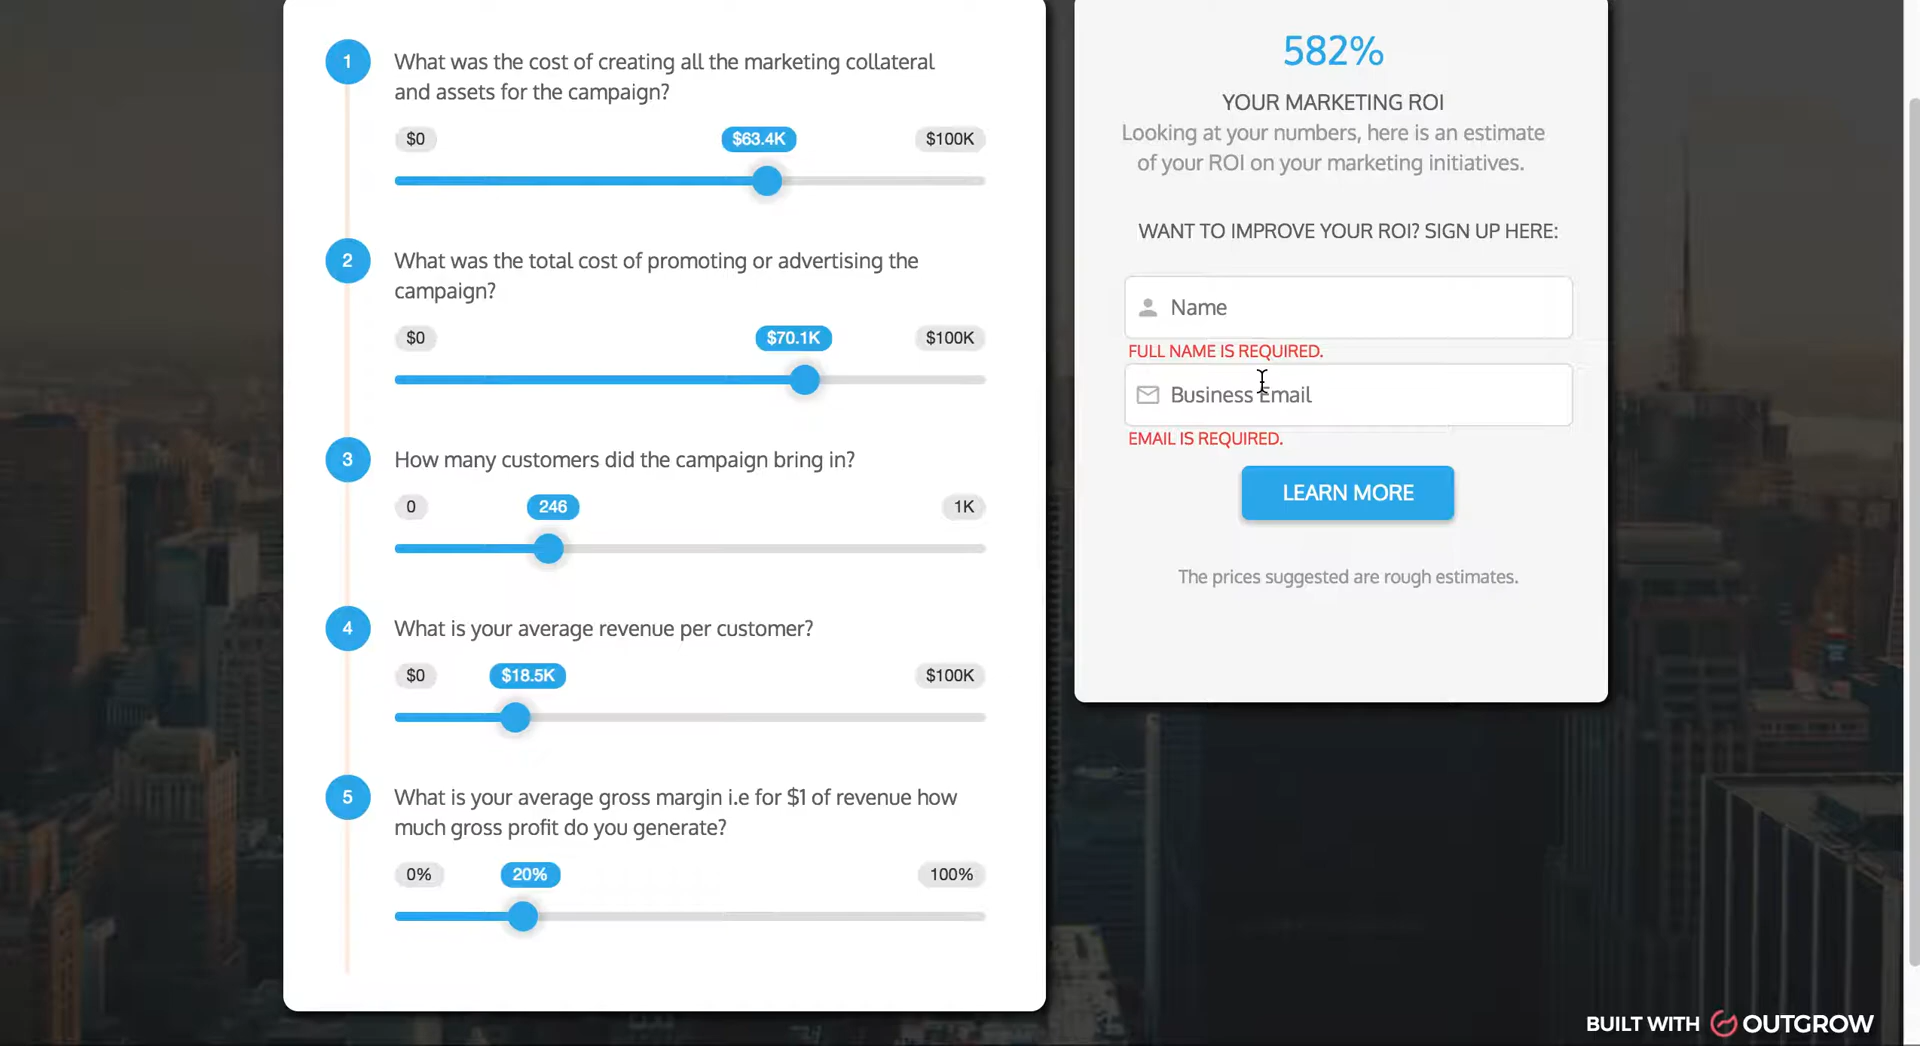 1
What was the cost of creating all the marketing collateral
and assets for the campaign?
$0
$63.4K
$100K
2
What was the total cost of promoting or advertising the
campaign?
$0
$70.1K
$100K
3
How many customers did the campaign bring in?
0
246
1K
4
What is your average revenue per customer?
$0
$18.5K
$100K
5
What is your average gross margin i.e for $1 of revenue how
much gross profit do you generate?
0%
20%
100%
582%
YOUR MARKETING ROI
Looking at your numbers, here is an estimate
of your ROI on your marketing initiatives.
WANT TO IMPROVE YOUR ROI? SIGN UP HERE:
Name
FULL NAME IS REQUIRED.
Business Email
EMAIL IS REQUIRED.
LEARN MORE
The prices suggested are rough estimates.
BUILT WITH OUTGROW